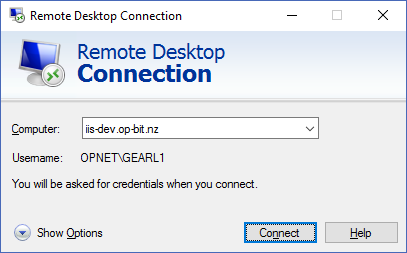 Remote Desktop Connection
Remote Desktop
Connection
Computer: iis-dev.op-bit.nz
Username: OPNET\GEARL1
You will be asked for credentials when you connect.
Show Options Connect Help